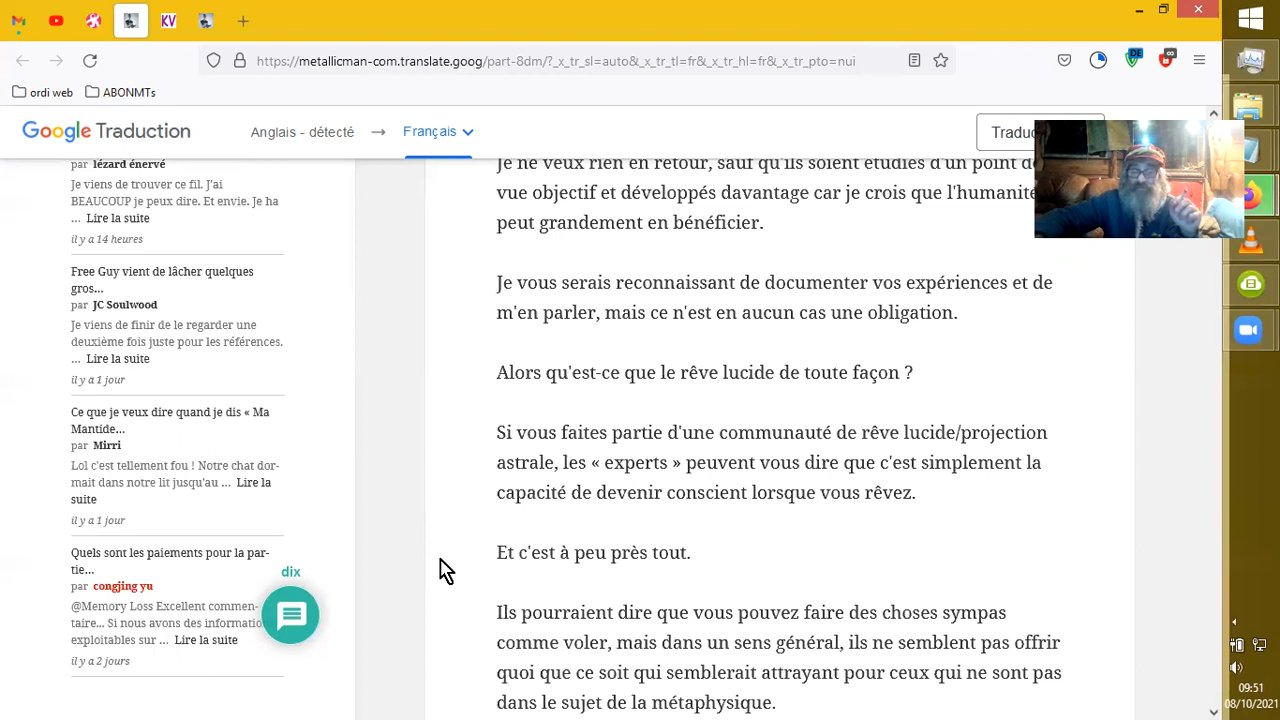 KV
https://metallicman-com.translate.goog/part-8dm/?_x_tr_sl=auto&_x_tr_tl=fr&_x_tr_hl=fr&_x_tr_pto=nui
DE
∞
ordi web
ABONMTs
Google Traduction
Anglais - détecté
Français
par lézard énervé
Je viens de trouver ce fil. J'ai
BEAUCOUP je peux dire. Et envie. Je ha
... Lire la suite
il y a 14 heures
Free Guy vient de lâcher quelques
gros...
par JC Soulwood
Je viens de finir de le regarder une
deuxième fois juste pour les références.
... Lire la suite
il y a 1 jour
Ce que je veux dire quand je dis « Ma
Mantide...
par Mirri
Lol c'est tellement fou ! Notre chat dor-
mait dans notre lit jusqu'au ... Lire la
suite
il y a 1 jour
Quels sont les paiements pour la par-
tie...
par congjing yu
@Memory Loss Excellent commen-
taire... Si nous avons des informatio
exploitables sur ... Lire la suite
il y a 2 jours
dix
Je ne veux rien en retour, sauf qu'ils soient étudiés d'un point de
vue objectif et développés davantage car je crois que l'humanité
peut grandement en bénéficier.
Je vous serais reconnaissant de documenter vos expériences et de
m'en parler, mais ce n'est en aucun cas une obligation.
Alors qu'est-ce que le rêve lucide de toute façon ?
Si vous faites partie d'une communauté de rêve lucide/projection
astrale, les « experts » peuvent vous dire que c'est simplement la
capacité de devenir conscient lorsque vous rêvez.
Et c'est à peu près tout.
Ils pourraient dire que vous pouvez faire des choses sympas
comme voler, mais dans un sens général, ils ne semblent pas offrir
quoi que ce soit qui semblerait attrayant pour ceux qui ne sont pas
dans le sujet de la métaphysique.
09:51
08/10/2021